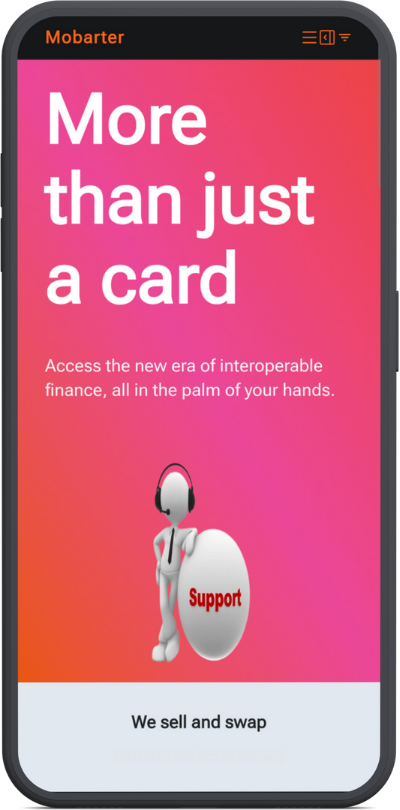 Mobarter
More
than just
a card
Access the new era of interoperable
finance, all in the palm of your hands.
Support
We sell and swap